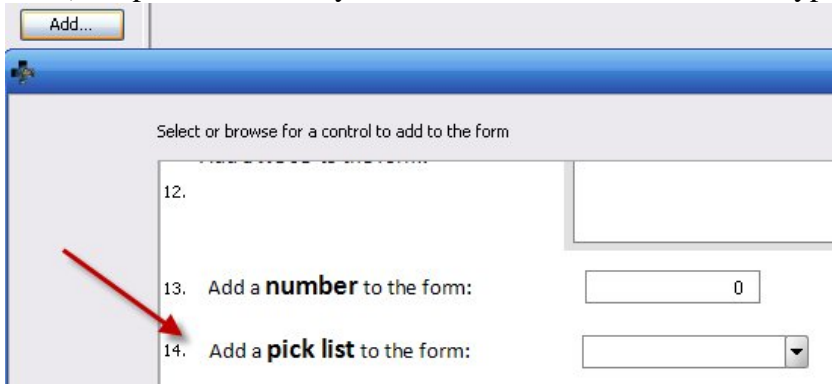 Add...
Select or browse for a control to add to the form
12.
13. Add a number to the form: 0
14. Add a pick list to the form: